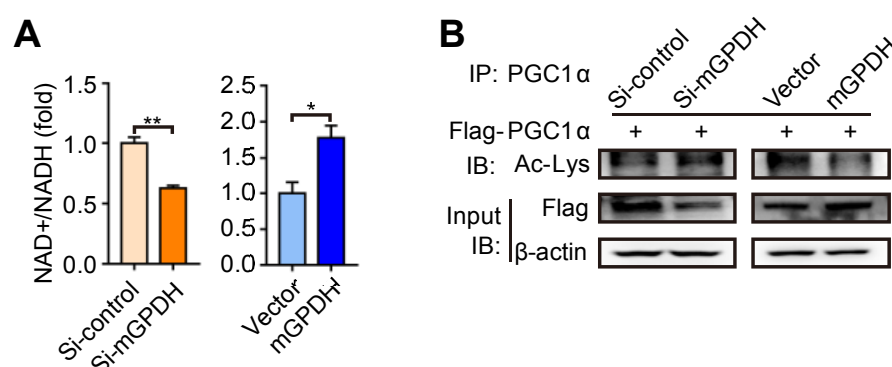 A
NAD+/NADH (fold)
1.5
1.0
0.5
0.0
**
Si-control
Si-mGPDH
2.5
2.0
1.5
1.0
0.5
0.0
*
Vector
mGPDH
B
IP: PGC1α
Si-control
Si-mGPDH
Vector
mGPDH
Flag-PGC1α + + + +
IB: Ac-Lys
Input
IB:
Flag
β-actin